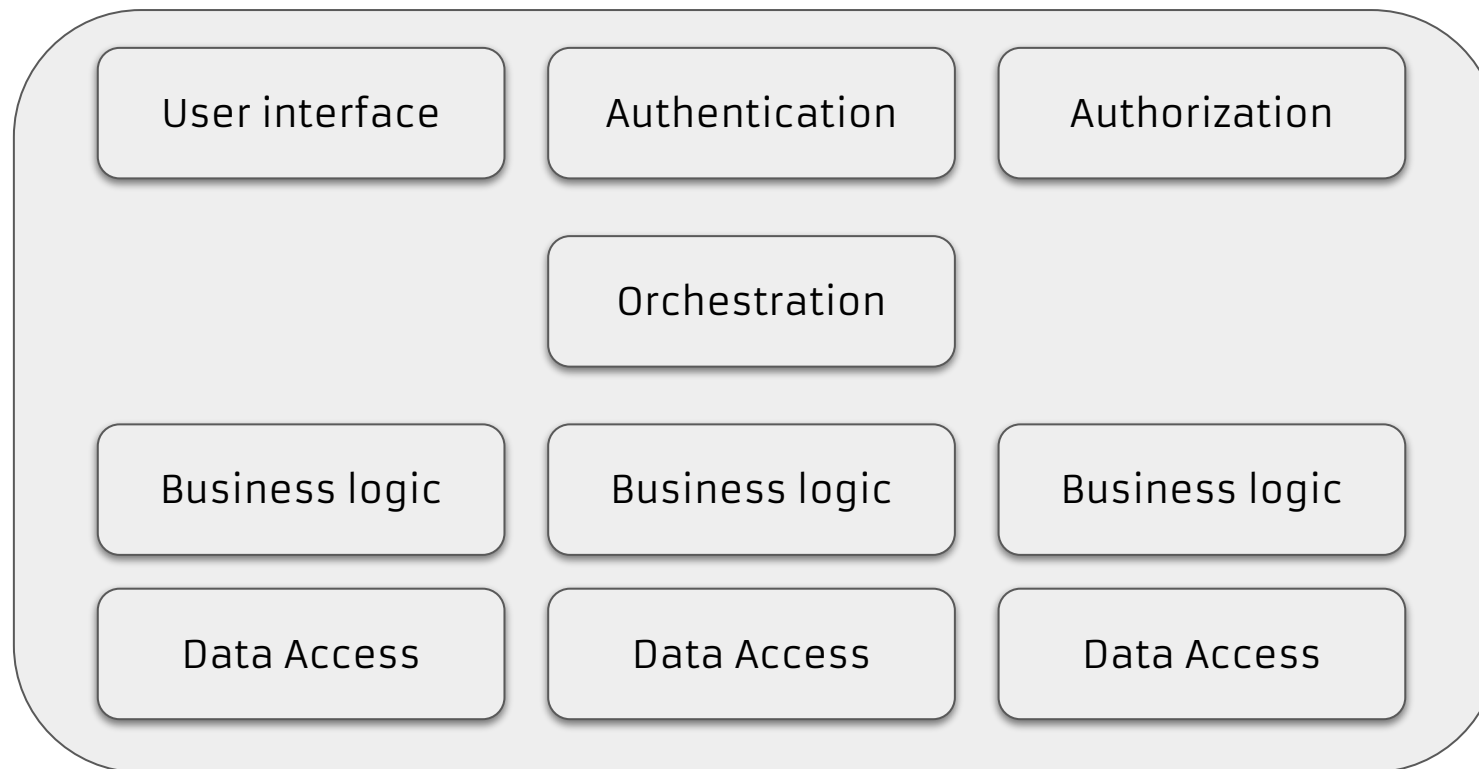 User interface
Authentication
Authorization
Orchestration
Business logic
Business logic
Business logic
Data Access
Data Access
Data Access